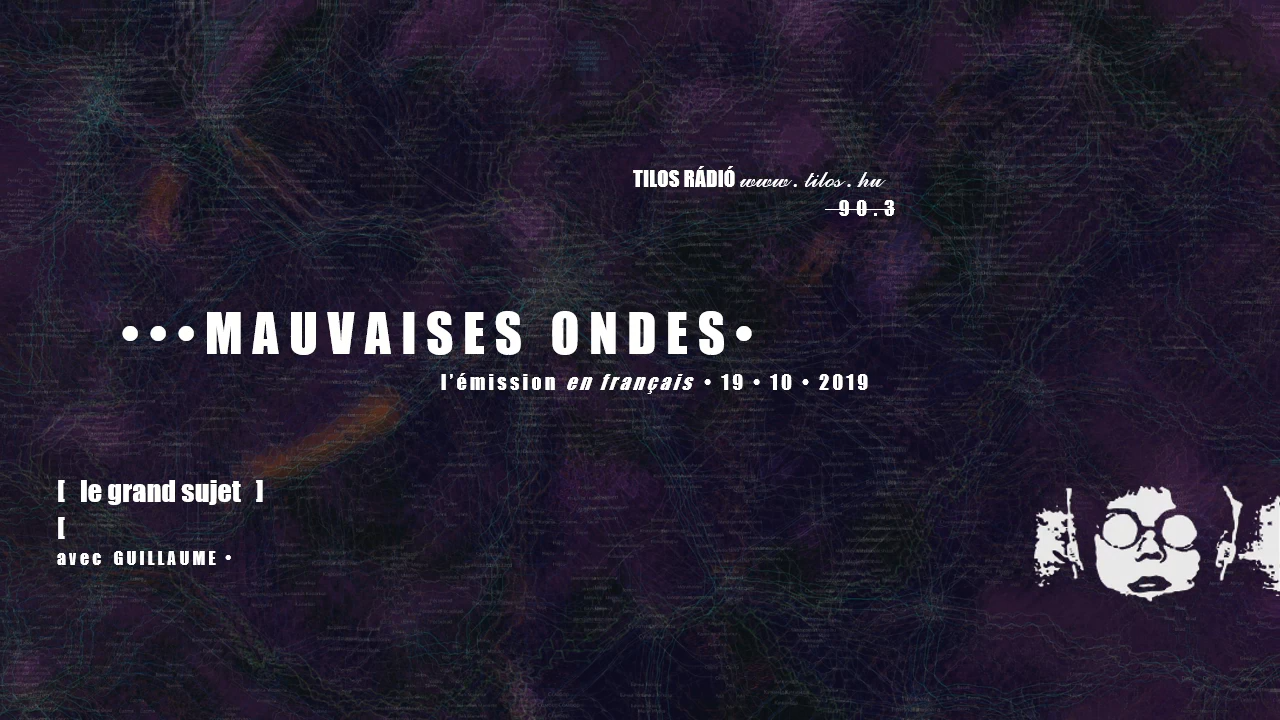 TILOS RÁDIÓ www.tilos.hu
90.3
•••MAUVAISES ONDES•
l'émission en français • 19 • 10 • 2019
[ le grand sujet ]
[
avec GUILLAUME •